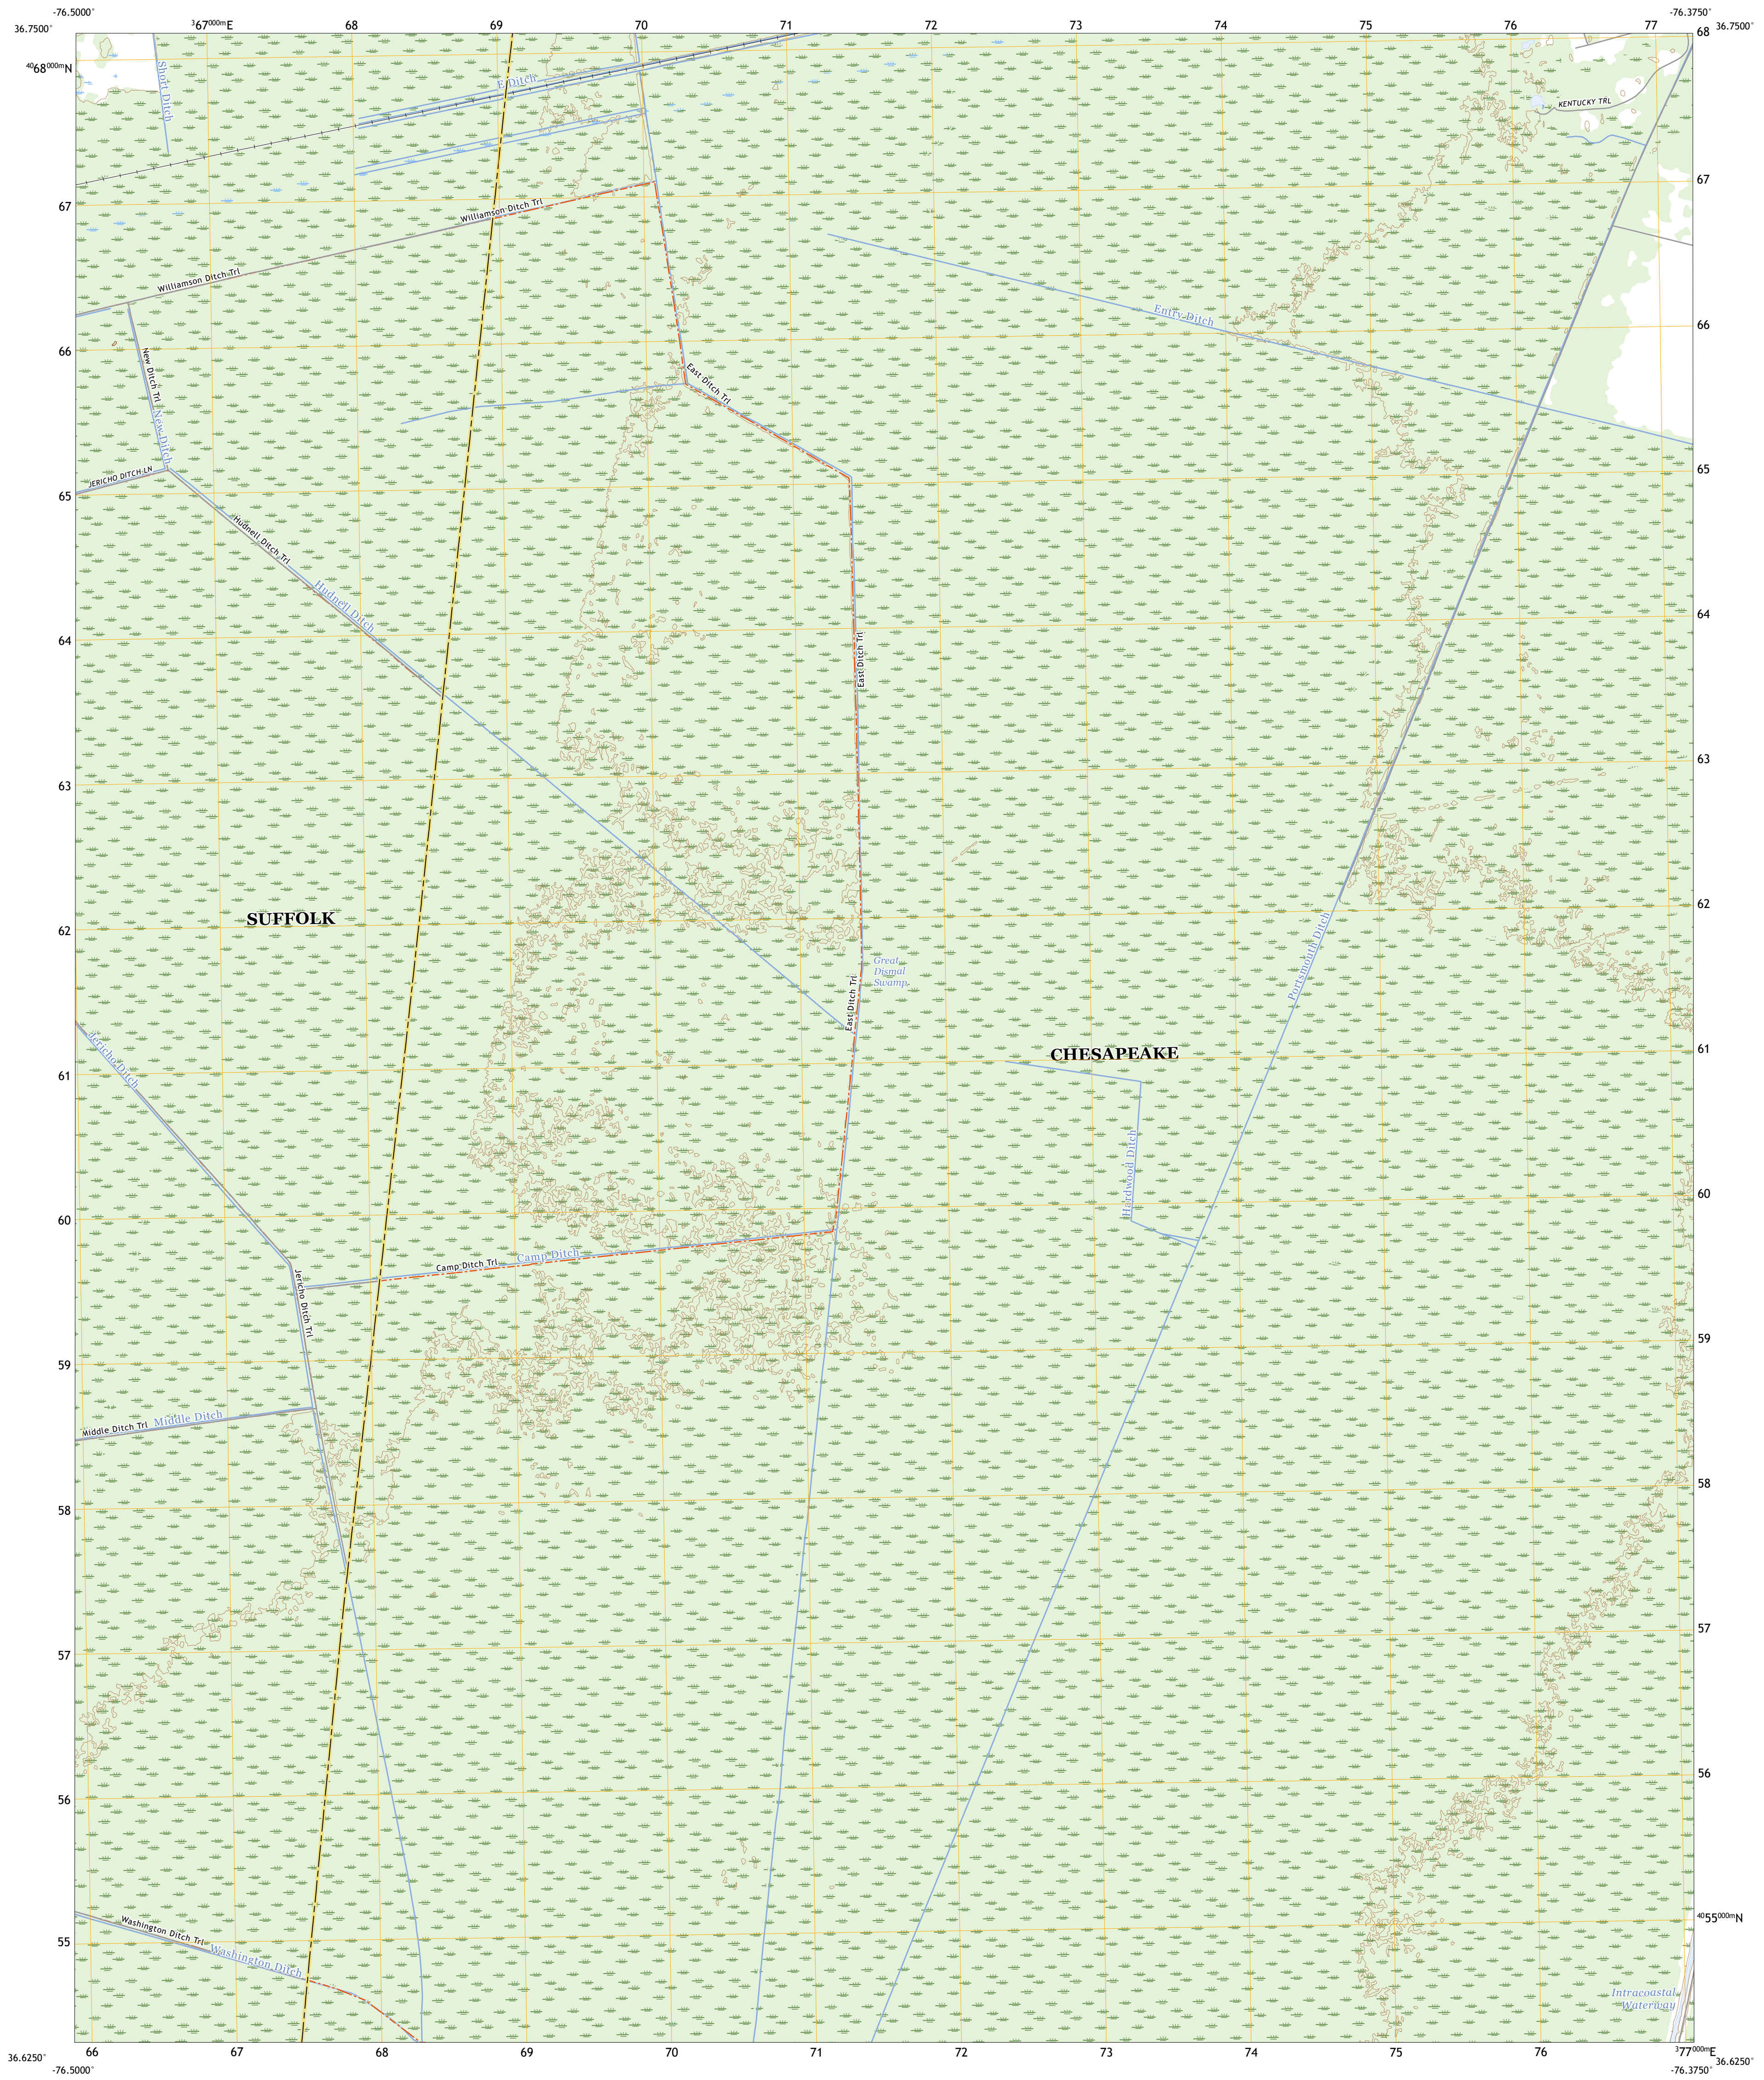 -76.5000°
³67⁰⁰⁰ᵐE 68 69 70 71 72 73 74 75 76 77
-76.3750°
36.7500°
68 36.7500°
⁴⁰68⁰⁰⁰ᵐN
Short Ditch
E Ditch
KENTUCKY TRL
67
67
Williamson Ditch Trl
Williamson Ditch Trl
Entry Ditch
66
66
New Ditch Trl
East Ditch Trl
New Ditch
JERICHO DITCH LN
65
65
Hudnell Ditch Trl
Hudnell Ditch
64
64
East Ditch Trl
63
63
SUFFOLK
62
62
Portsmouth Ditch
Great
Dismal
Swamp
East Ditch Trl
CHESAPEAKE
Jericho Ditch
61
61
Hardwood Ditch
60
60
Camp Ditch
Camp Ditch Trl
Jericho Ditch Trl
59
59
Middle Ditch Trl
Middle Ditch
58
58
57
57
56
56
55
⁴⁰55⁰⁰⁰ᵐN
Washington Ditch Trl
Washington Ditch
Intracoastal
Waterway
36.6250°
66 67 68 69 70 71 72 73 74 75 76 ³77⁰⁰⁰ᵐE
36.6250°
-76.5000°
-76.3750°